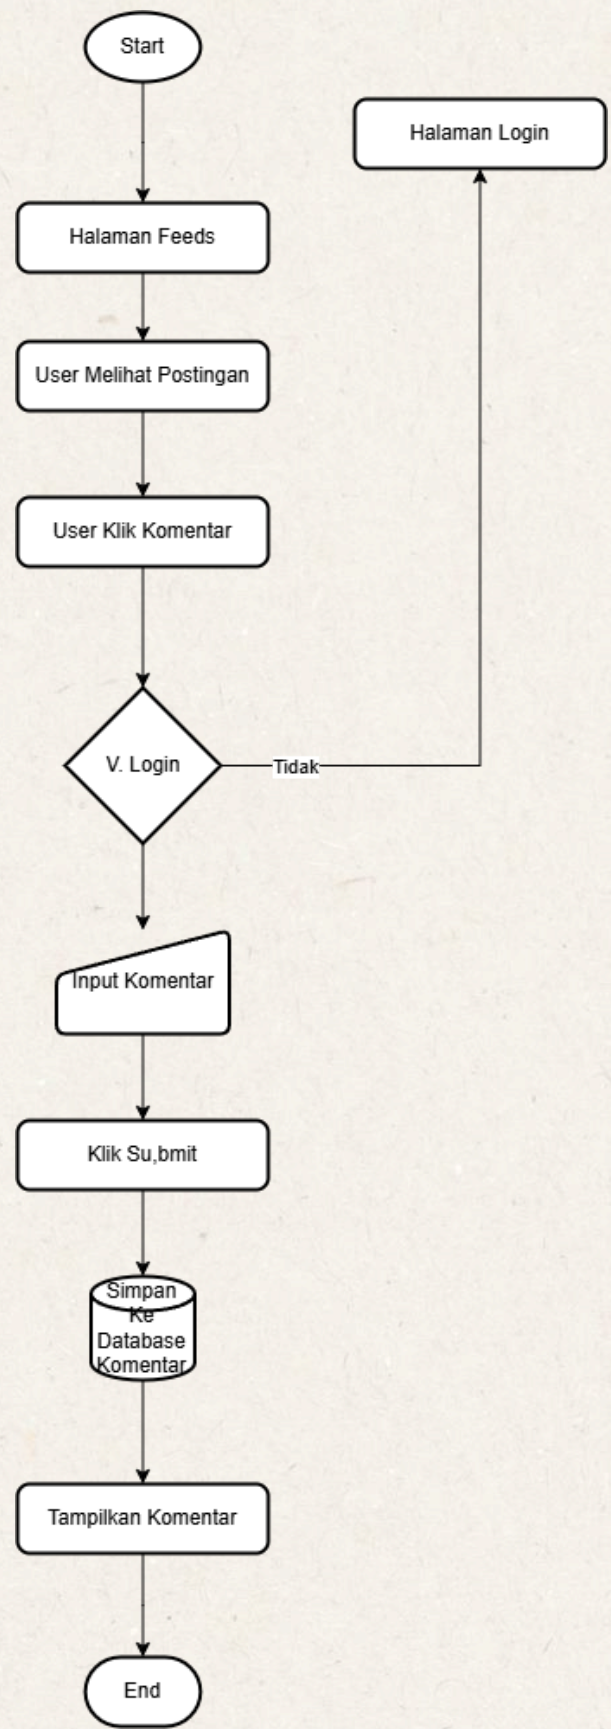 Start
Halaman Login
Halaman Feeds
User Melihat Postingan
User Klik Komentar
V. Login
Tidak
Input Komentar
Klik Su,bmit
Simpan
Ke
Database
Komentar
Tampilkan Komentar
End